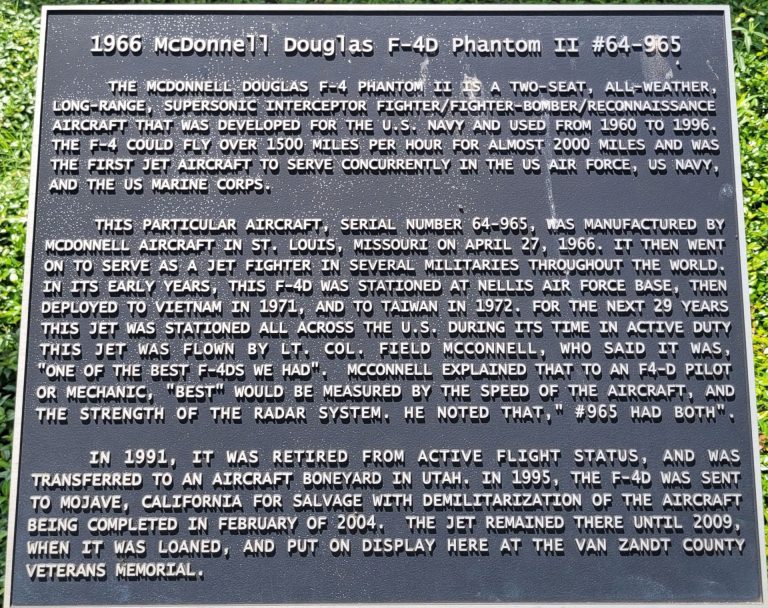 1966 McDonnell Douglas F-4D Phantom II #64-965
THE MCDONNELL DOUGLAS F-4 PHANTOM II IS A TWO-SEAT, ALL-WEATHER,
LONG-RANGE, SUPERSONIC INTERCEPTOR FIGHTER/FIGHTER-BOMBER/RECONNAISSANCE
AIRCRAFT THAT WAS DEVELOPED FOR THE U.S. NAVY AND USED FROM 1960 TO 1996.
THE F-4 COULD FLY OVER 1500 MILES PER HOUR FOR ALMOST 2000 MILES AND WAS
THE FIRST JET AIRCRAFT TO SERVE CONCURRENTLY IN THE US AIR FORCE, US NAVY,
AND THE US MARINE CORPS.
THIS PARTICULAR AIRCRAFT, SERIAL NUMBER 64-965, WAS MANUFACTURED BY
MCDONNELL AIRCRAFT IN ST. LOUIS, MISSOURI ON APRIL 27, 1966. IT THEN WENT
ON TO SERVE AS A JET FIGHTER IN SEVERAL MILITARIES THROUGHOUT THE WORLD.
IN ITS EARLY YEARS, THIS F-4D WAS STATIONED AT NELLIS AIR FORCE BASE, THEN
DEPLOYED TO VIETNAM IN 1971, AND TO TAIWAN IN 1972. FOR THE NEXT 29 YEARS
THIS JET WAS STATIONED ALL ACROSS THE U.S. DURING ITS TIME IN ACTIVE DUTY
THIS JET WAS FLOWN BY LT. COL. FIELD MCCONNELL, WHO SAID IT WAS,
"ONE OF THE BEST F-4DS WE HAD". MCCONNELL EXPLAINED THAT TO AN F4-D PILOT
OR MECHANIC, "BEST" WOULD BE MEASURED BY THE SPEED OF THE AIRCRAFT, AND
THE STRENGTH OF THE RADAR SYSTEM. HE NOTED THAT," #965 HAD BOTH".
IN 1991, IT WAS RETIRED FROM ACTIVE FLIGHT STATUS, AND WAS
TRANSFERRED TO AN AIRCRAFT BONEYARD IN UTAH. IN 1995, THE F-4D WAS SENT
TO MOJAVE, CALIFORNIA FOR SALVAGE WITH DEMILITARIZATION OF THE AIRCRAFT
BEING COMPLETED IN FEBRUARY OF 2004. THE JET REMAINED THERE UNTIL 2009,
WHEN IT WAS LOANED, AND PUT ON DISPLAY HERE AT THE VAN ZANDT COUNTY
VETERANS MEMORIAL.